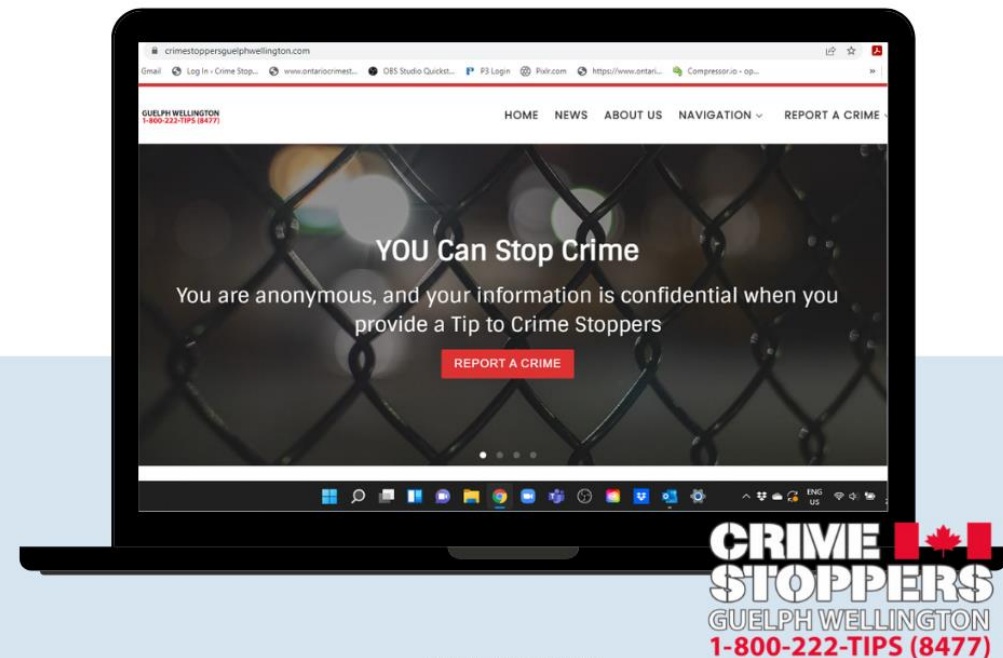 crimestoppersguelphwellington.com
Gmail Log In ‹ Crime Stop... www.ontariocrimest... OBS Studio Quickst... P3 Login Pixlr.com https://www.ontari... Compressor.io - op... »
GUELPH WELLINGTON
1-800-222-TIPS (8477)
HOME NEWS ABOUT US NAVIGATION REPORT A CRIME
YOU Can Stop Crime
You are anonymous, and your information is confidential when you
provide a Tip to Crime Stoppers
REPORT A CRIME
ENG
US
CRIME
STOPPERS
GUELPH WELLINGTON
1-800-222-TIPS (8477)